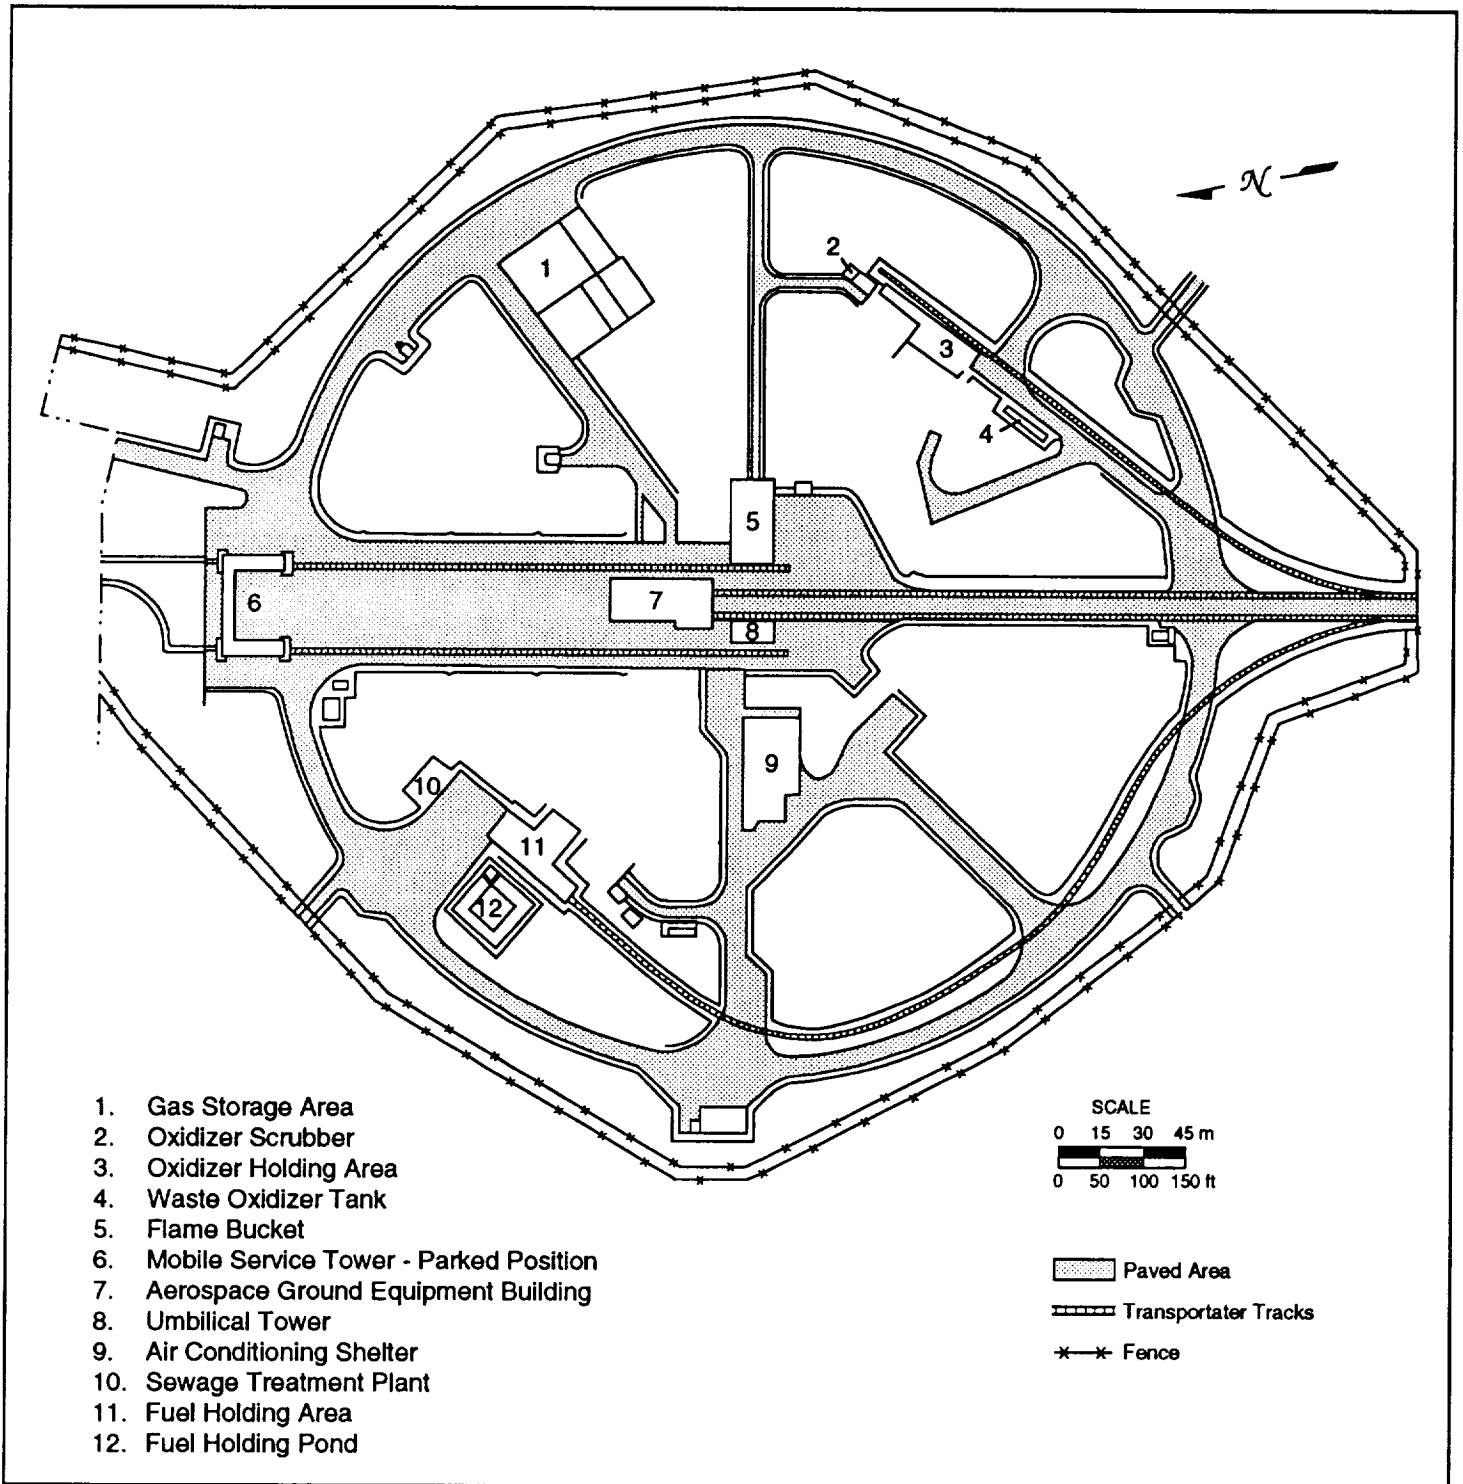 N
1
2
3
4
5
6
7
8
9
10
11
12
1. Gas Storage Area
2. Oxidizer Scrubber
3. Oxidizer Holding Area
4. Waste Oxidizer Tank
5. Flame Bucket
6. Mobile Service Tower - Parked Position
7. Aerospace Ground Equipment Building
8. Umbilical Tower
9. Air Conditioning Shelter
10. Sewage Treatment Plant
11. Fuel Holding Area
12. Fuel Holding Pond
SCALE
0 15 30 45 m
0 50 100 150 ft
Paved Area
Transportater Tracks
Fence